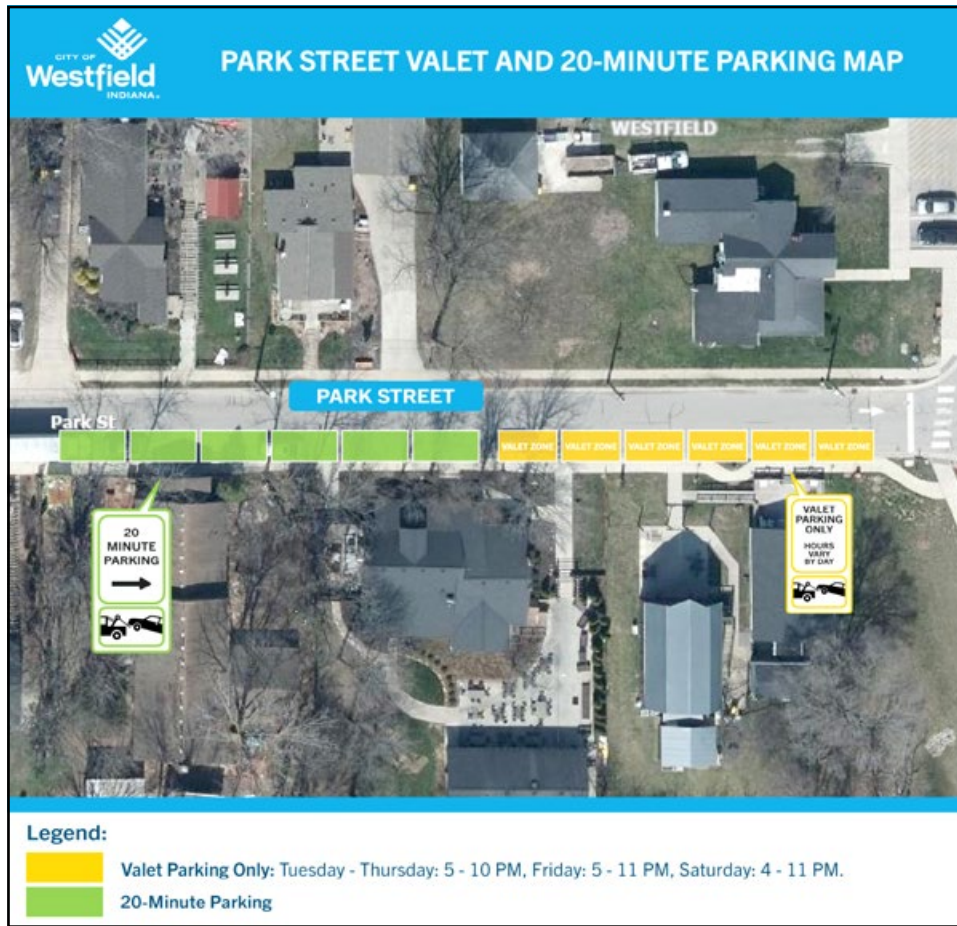 CITY OF
Westfield
INDIANA.
PARK STREET VALET AND 20-MINUTE PARKING MAP
WESTFIELD
PARK STREET
Park St
VALET ZONE VALET ZONE VALET ZONE VALET ZONE VALET ZONE VALET ZONE
20
MINUTE
PARKING
VALET
PARKING
ONLY
HOURS
VARY
BY DAY
Legend:
Valet Parking Only: Tuesday - Thursday: 5 - 10 PM, Friday: 5 - 11 PM, Saturday: 4 - 11 PM.
20-Minute Parking